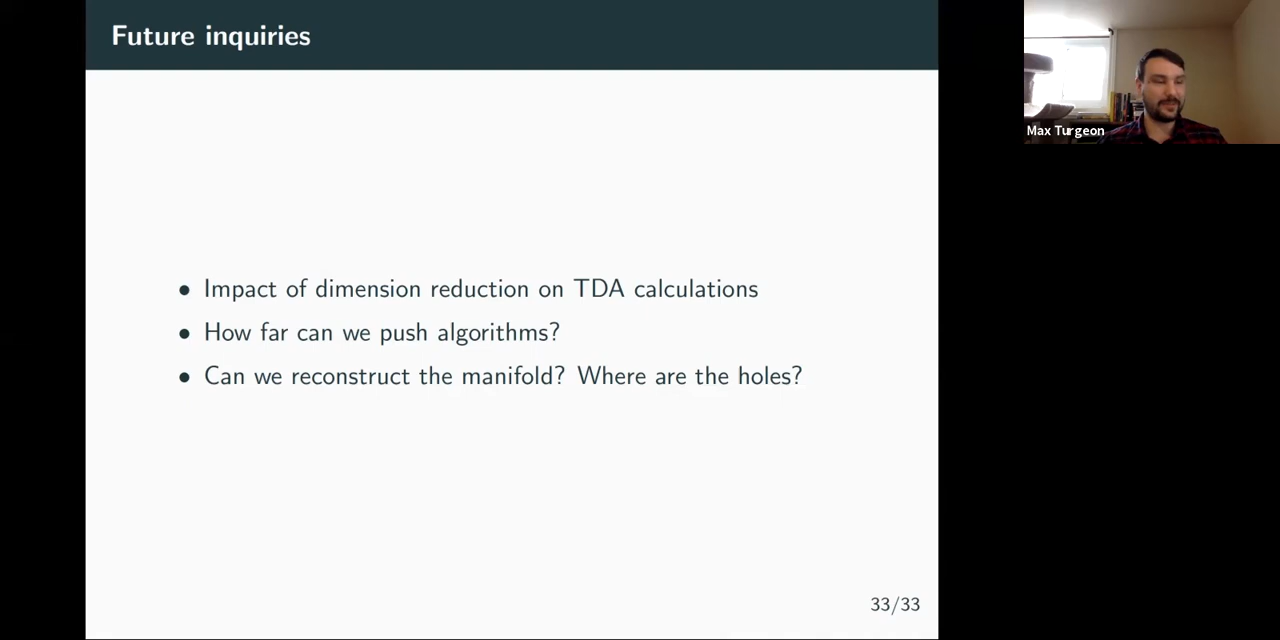 Future inquiries
Max Turgeon
• Impact of dimension reduction on TDA calculations
• How far can we push algorithms?
• Can we reconstruct the manifold? Where are the holes?
33/33